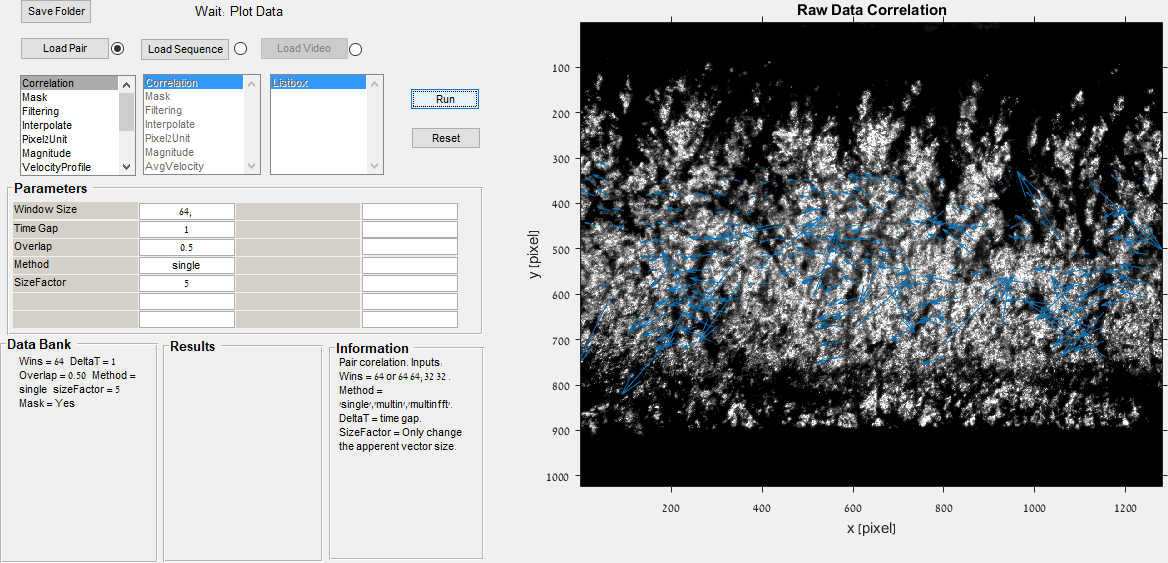 Save Folder
Wait: Plot Data
Load Pair
Load Sequence
Load Video
Correlation
Mask
Filtering
Interpolate
Pixel2Unit
Magnitude
VelocityProfile
Correlation
Mask
Filtering
Interpolate
Pixel2Unit
Magnitude
AvgVelocity
Listbox
Run
Reset
Parameters
Window Size 64;
Time Gap 1
Overlap 0.5
Method single
SizeFactor 5
Data Bank
Wins = 64 DeltaT = 1
Overlap = 0.50 Method =
single sizeFactor = 5
Mask = Yes
Results
Information
Pair corelation. Inputs:
Wins = 64 or 64 64; 32 32 .
Method =
'single','multin','multinfft'.
DeltaT = time gap.
SizeFactor = Only change
the apperent vector size.
Raw Data Correlation
y [pixel]
100
200
300
400
500
600
700
800
900
1000
200 400 600 800 1000 1200
x [pixel]